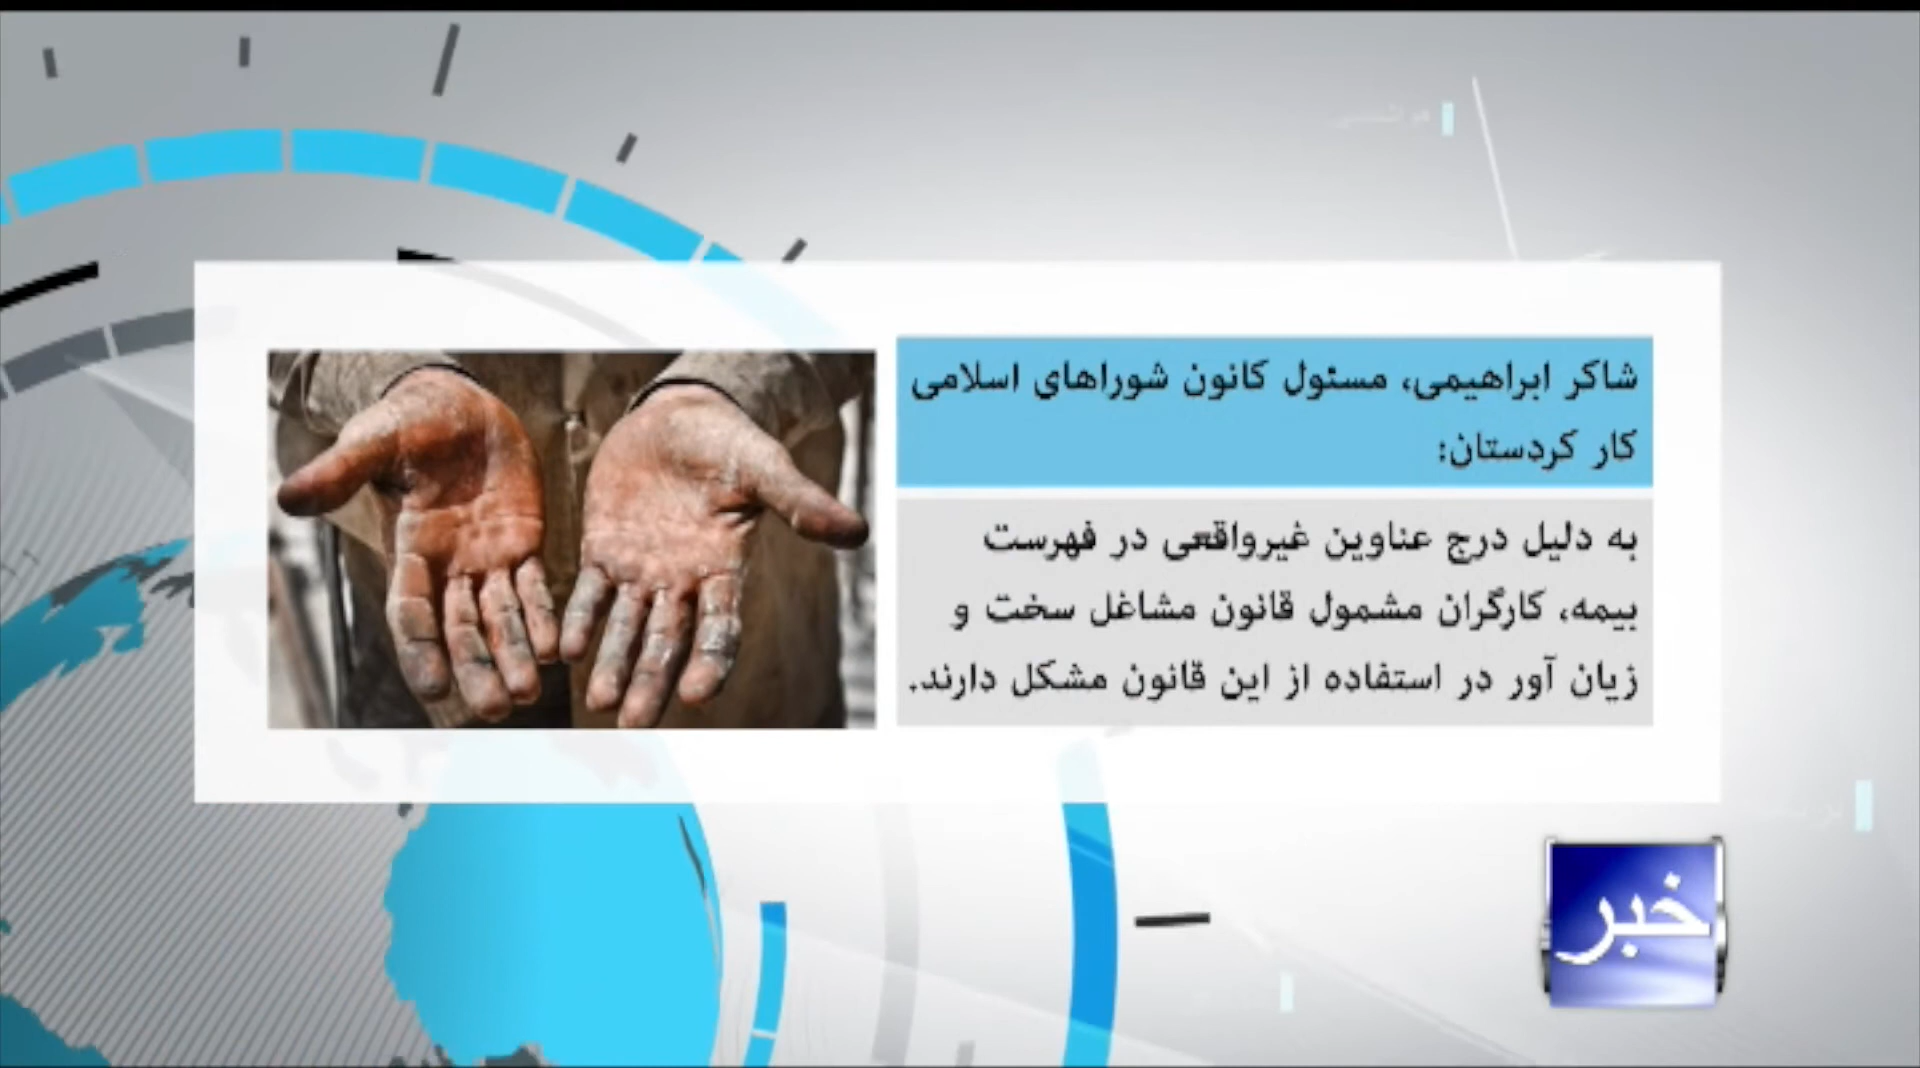 شاکر ابراهیمی، مسئول کانون شوراهای اسلامی
کار کردستان:
به دلیل درج عناوین غیرواقعی در فهرست
بیمه، کارگران مشمول قانون مشاغل سخت و
زیان آور در استفاده از این قانون مشکل دارند.
خبر